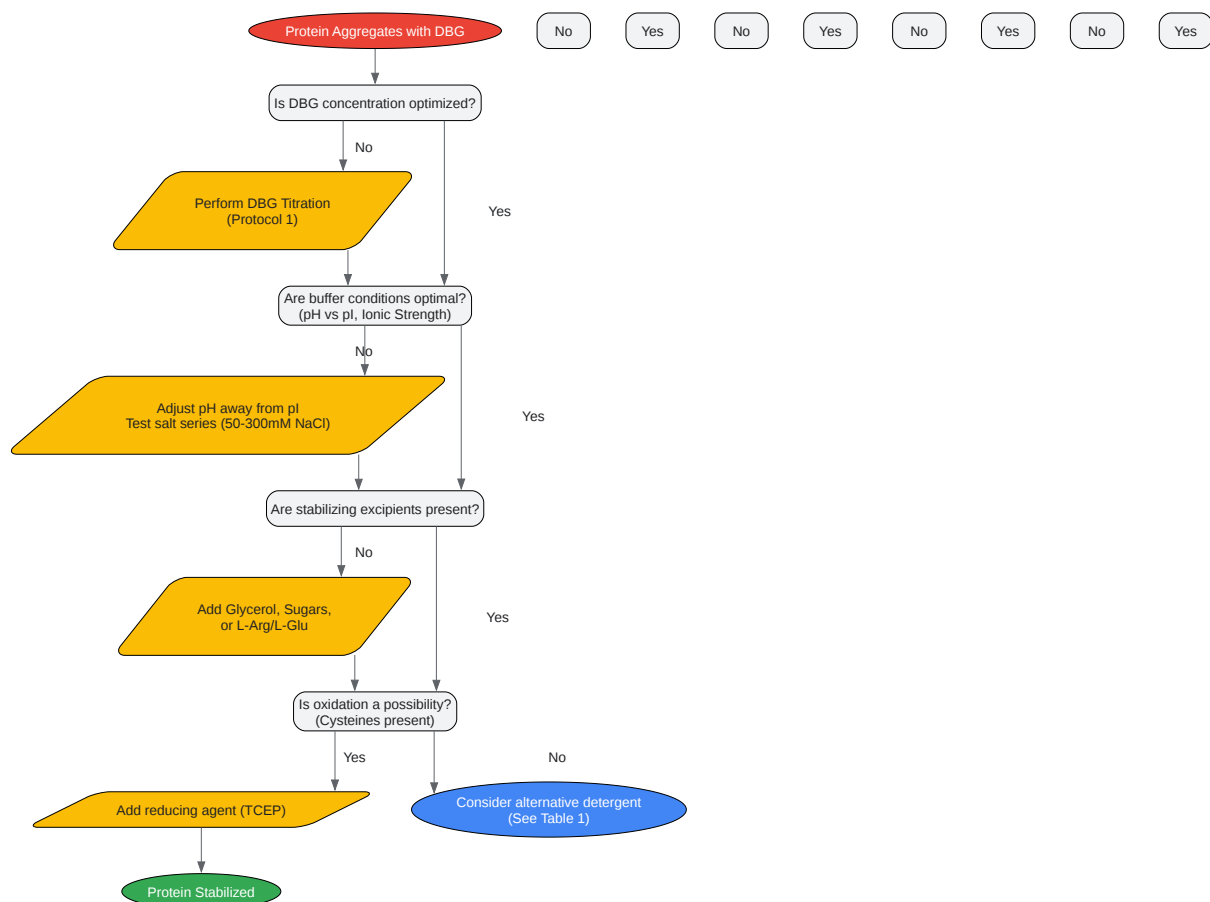 Protein Aggregates with DBG
No
Yes
No
Yes
No
Yes
No
Yes
Is DBG concentration optimized?
No
Perform DBG Titration
(Protocol 1)
Yes
Are buffer conditions optimal?
(pH vs pI, Ionic Strength)
No
Adjust pH away from pI
Test salt series (50-300mM NaCl)
Yes
Are stabilizing excipients present?
No
Add Glycerol, Sugars,
or L-Arg/L-Glu
Yes
Is oxidation a possibility?
(Cysteines present)
Yes
No
Add reducing agent (TCEP)
Consider alternative detergent
(See Table 1)
Protein Stabilized